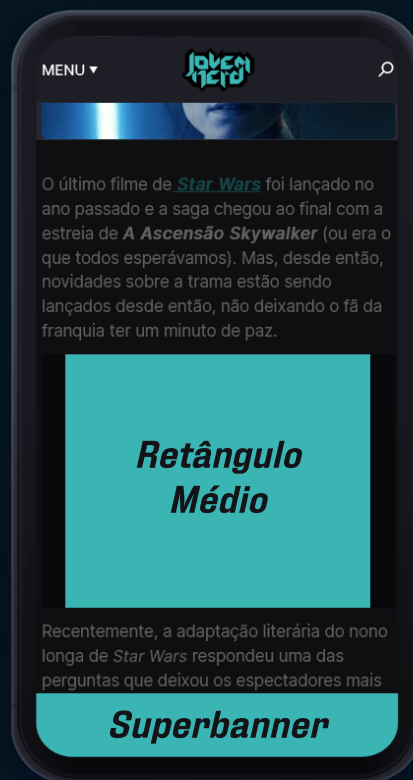 MENU ▾
JOVEM
NERD
O último filme de Star Wars foi lançado no
ano passado e a saga chegou ao final com a
estreia de A Ascensão Skywalker (ou era o
que todos esperávamos). Mas, desde então,
novidades sobre a trama estão sendo
lançados desde então, não deixando o fã da
franquia ter um minuto de paz.
Retângulo
Médio
Recentemente, a adaptação literária do nono
longa de Star Wars respondeu uma das
perguntas que deixou os espectadores mais
Superbanner